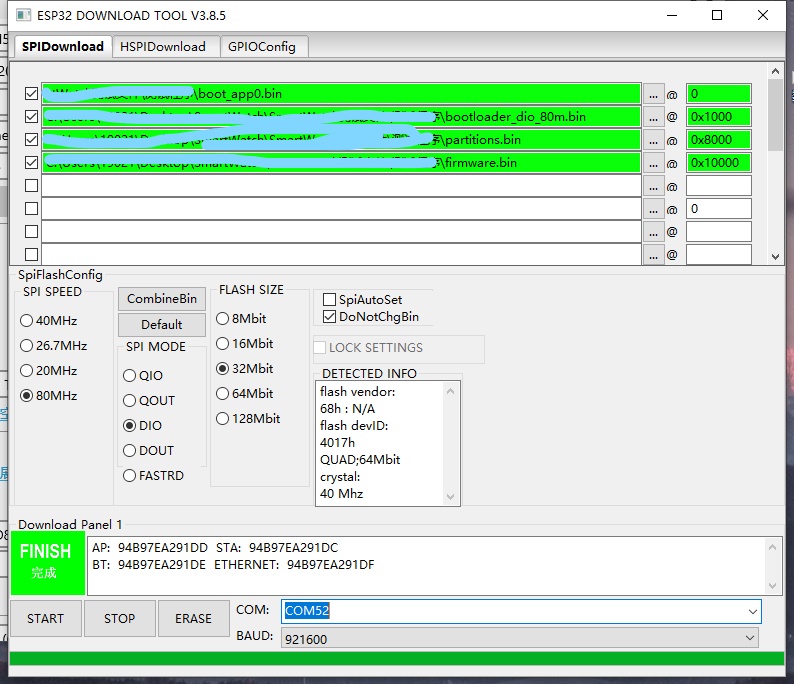 ESP32 DOWNLOAD TOOL V3.8.5
SPIDownload HSPIDownload GPIOConfig
\boot_app0.bin ... @ 0
\bootloader_dio_80m.bin ... @ 0x1000
\partitions.bin ... @ 0x8000
\firmware.bin ... @ 0x10000
... @
... @ 0
... @
... @
SpiFlashConfig
SPI SPEED
40MHz
26.7MHz
20MHz
80MHz
CombineBin
Default
SPI MODE
QIO
QOUT
DIO
DOUT
FASTRD
FLASH SIZE
8Mbit
16Mbit
32Mbit
64Mbit
128Mbit
SpiAutoSet
DoNotChgBin
LOCK SETTINGS
DETECTED INFO
flash vendor:
68h : N/A
flash devID:
4017h
QUAD;64Mbit
crystal:
40 Mhz
Download Panel 1
FINISH
完成
AP: 94B97EA291DD STA: 94B97EA291DC
BT: 94B97EA291DE ETHERNET: 94B97EA291DF
START STOP ERASE
COM: COM52
BAUD: 921600